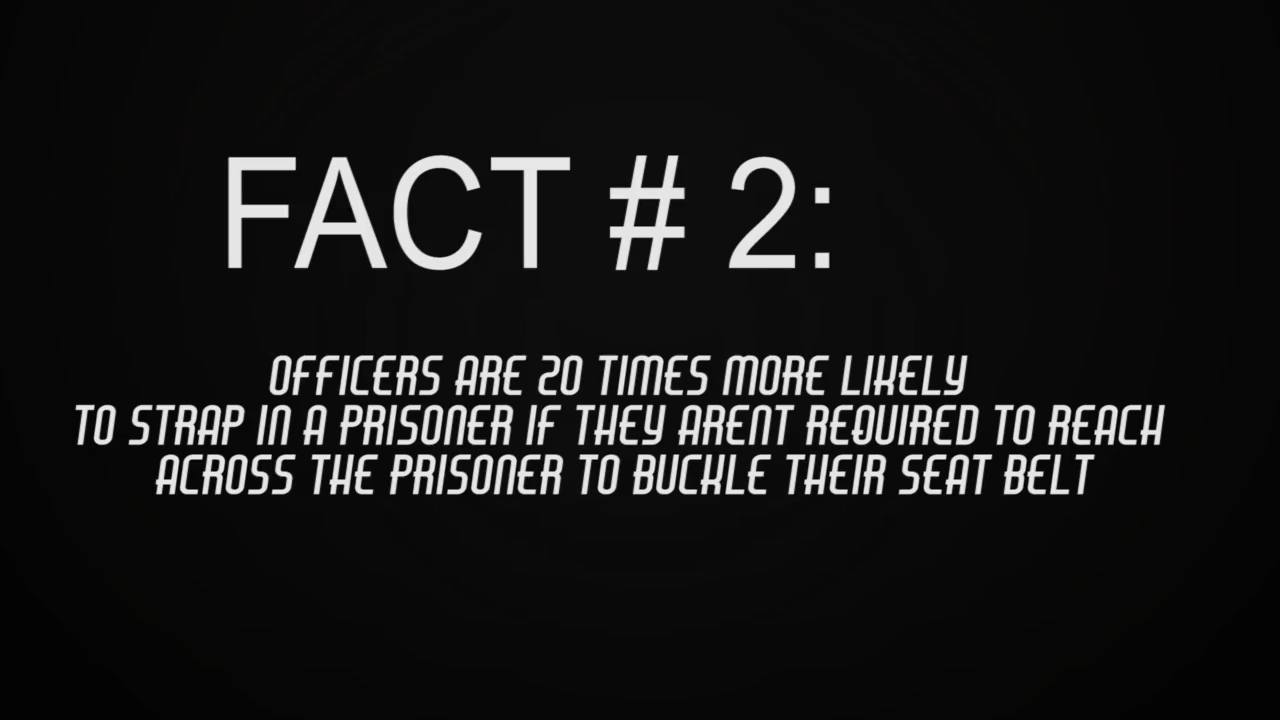 FACT # 2:
OFFICERS ARE 20 TIMES MORE LIKELY
TO STRAP IN A PRISONER IF THEY ARENT REQUIRED TO REACH
ACROSS THE PRISONER TO BUCKLE THEIR SEAT BELT